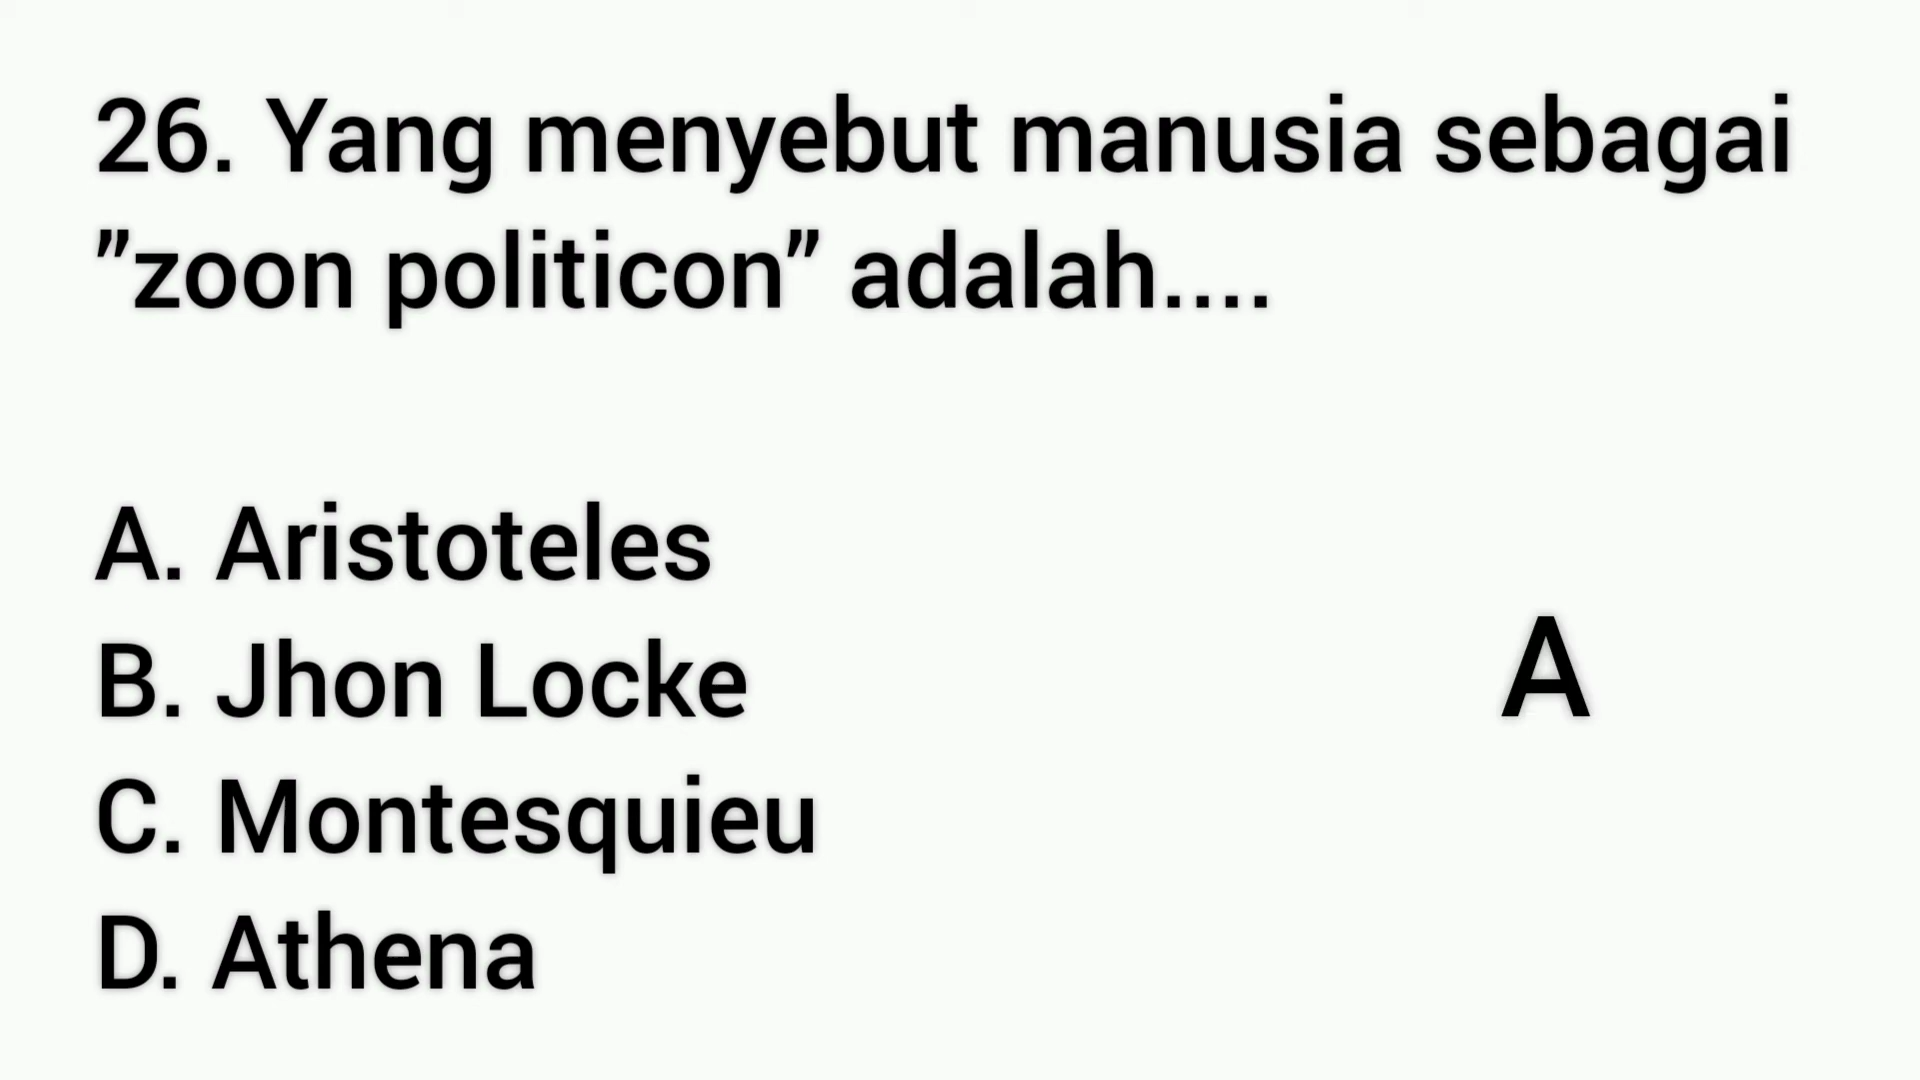 26. Yang menyebut manusia sebagai
"zoon politicon" adalah....
A. Aristoteles
B. Jhon Locke
A
C. Montesquieu
D. Athena